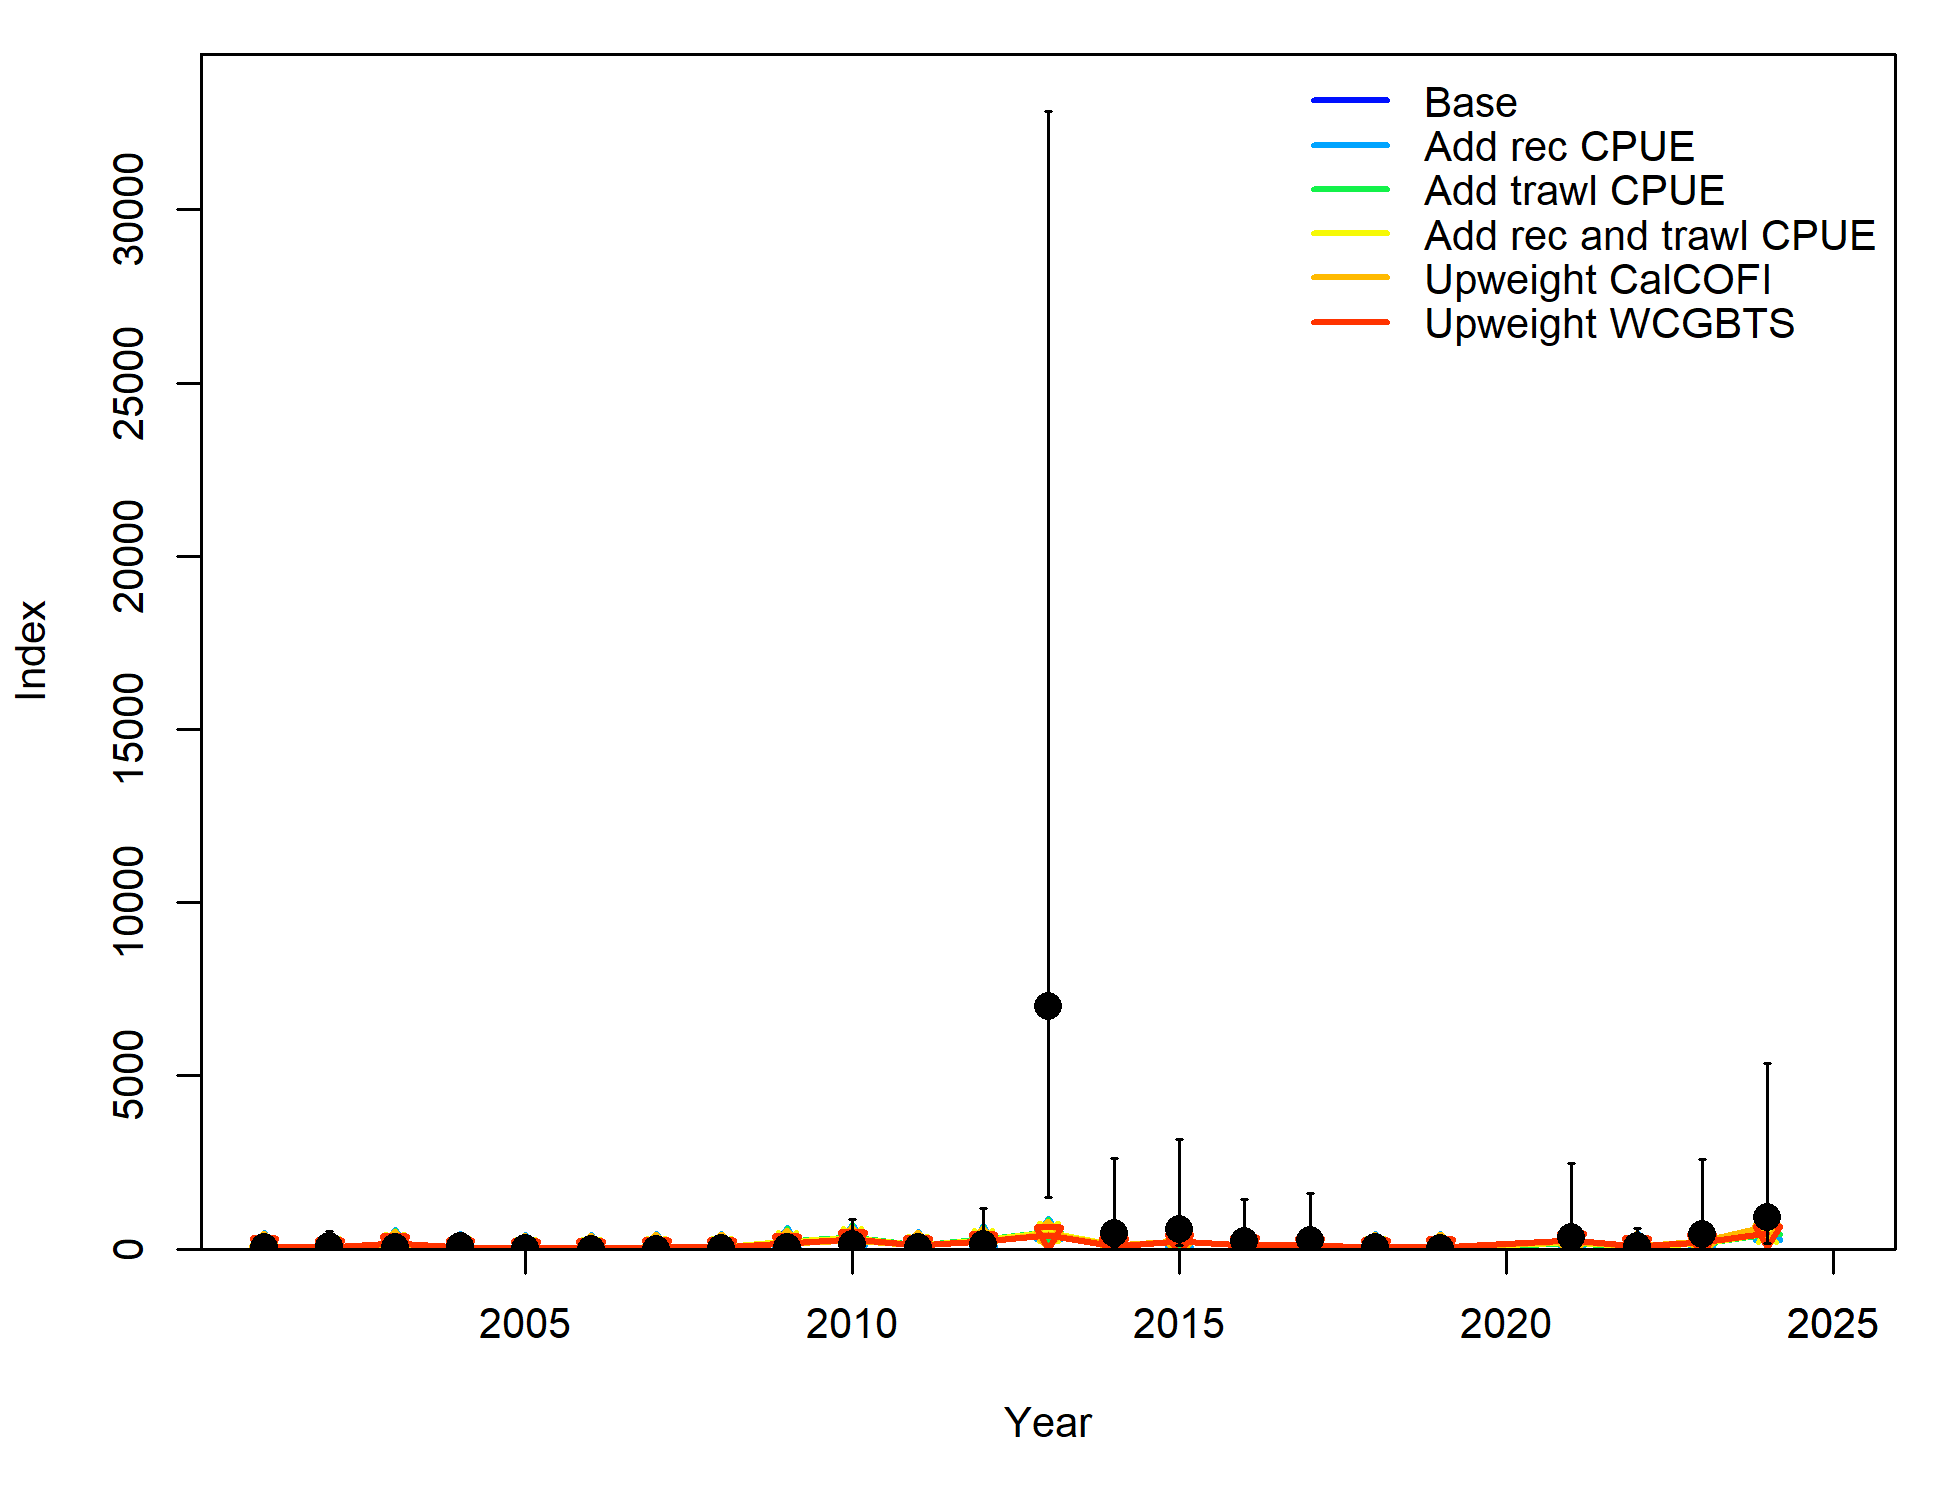 Base
Add rec CPUE
Add trawl CPUE
Add rec and trawl CPUE
Upweight CalCOFI
Upweight WCGBTS
30000
25000
20000
15000
10000
5000
0
Index
2005
2010
2015
2020
2025
Year